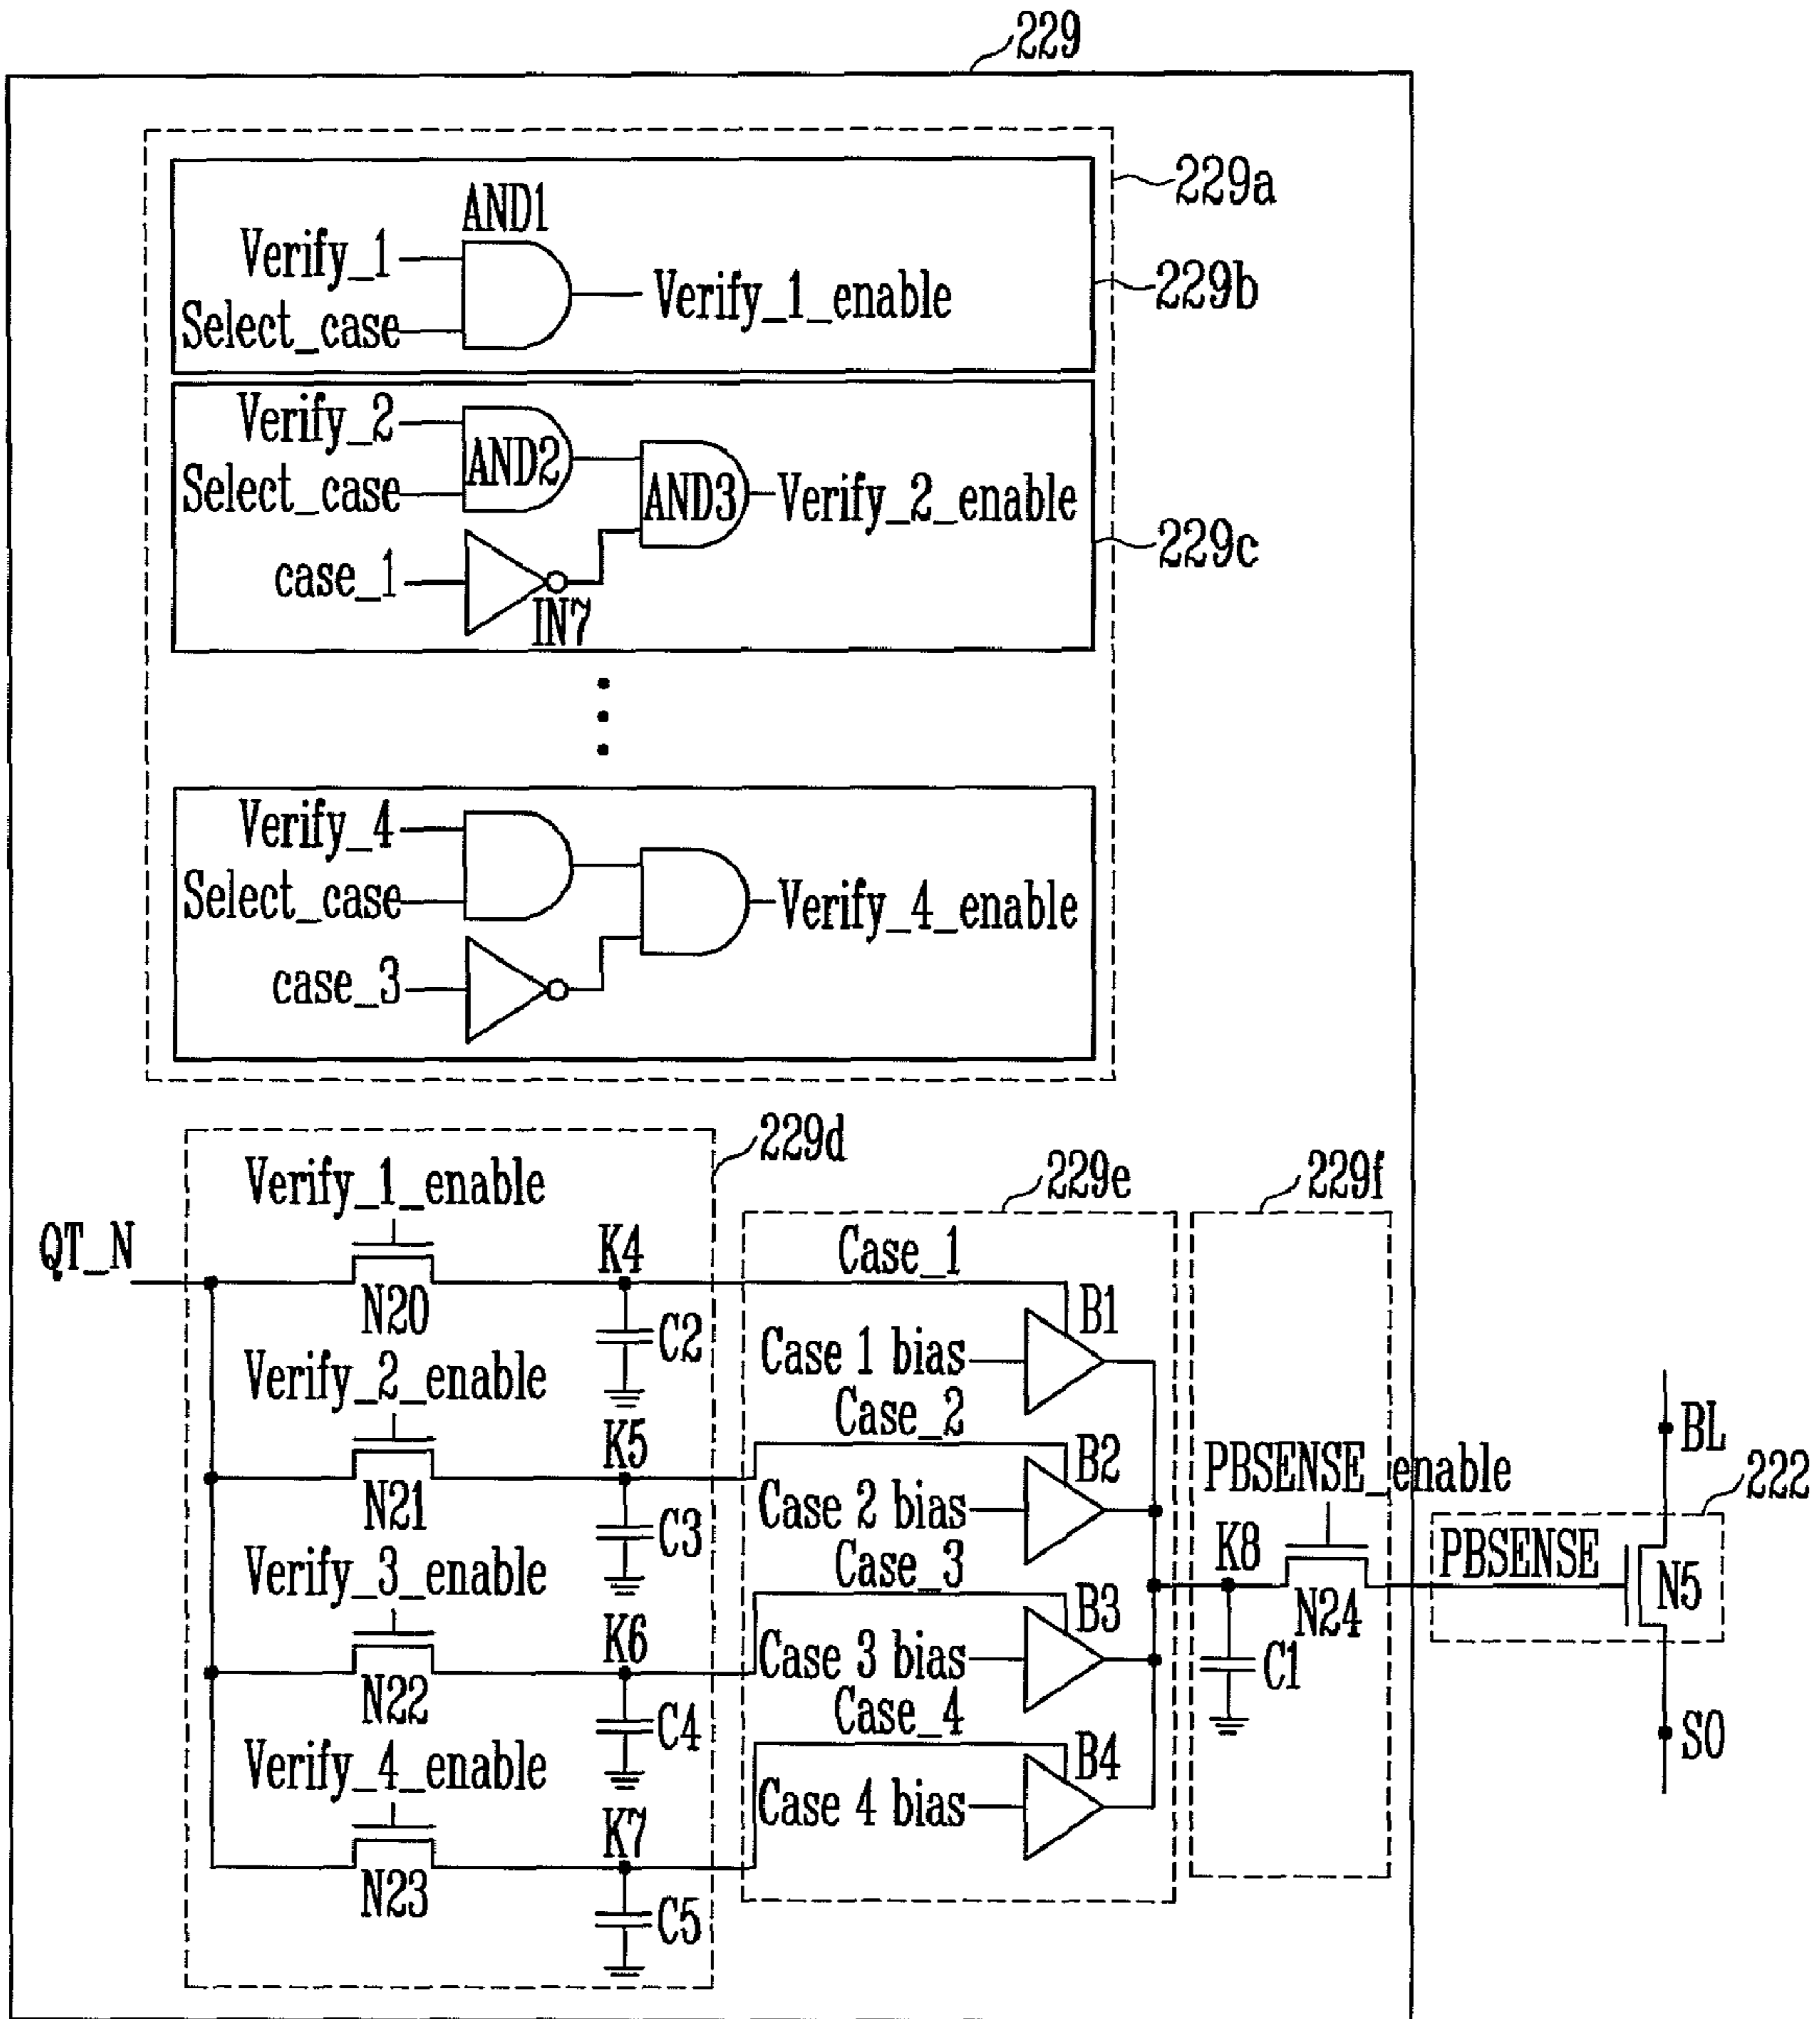 229
229a
AND1
Verify_1
Select_case
Verify_1_enable
229b
Verify_2
Select_case
AND2
AND3
Verify_2_enable
case_1
IN7
229c
Verify_4
Select_case
Verify_4_enable
case_3
229d
229e
229f
Verify_1_enable
QT_N
N20
K4
C2
Case_1
B1
Case 1 bias
Verify_2_enable
N21
K5
C3
Case_2
B2
Case 2 bias
Verify_3_enable
N22
K6
C4
Case_3
B3
Case 3 bias
Verify_4_enable
N23
K7
C5
Case_4
B4
Case 4 bias
PBSENSE_enable
K8
N24
C1
BL
222
PBSENSE
N5
SO